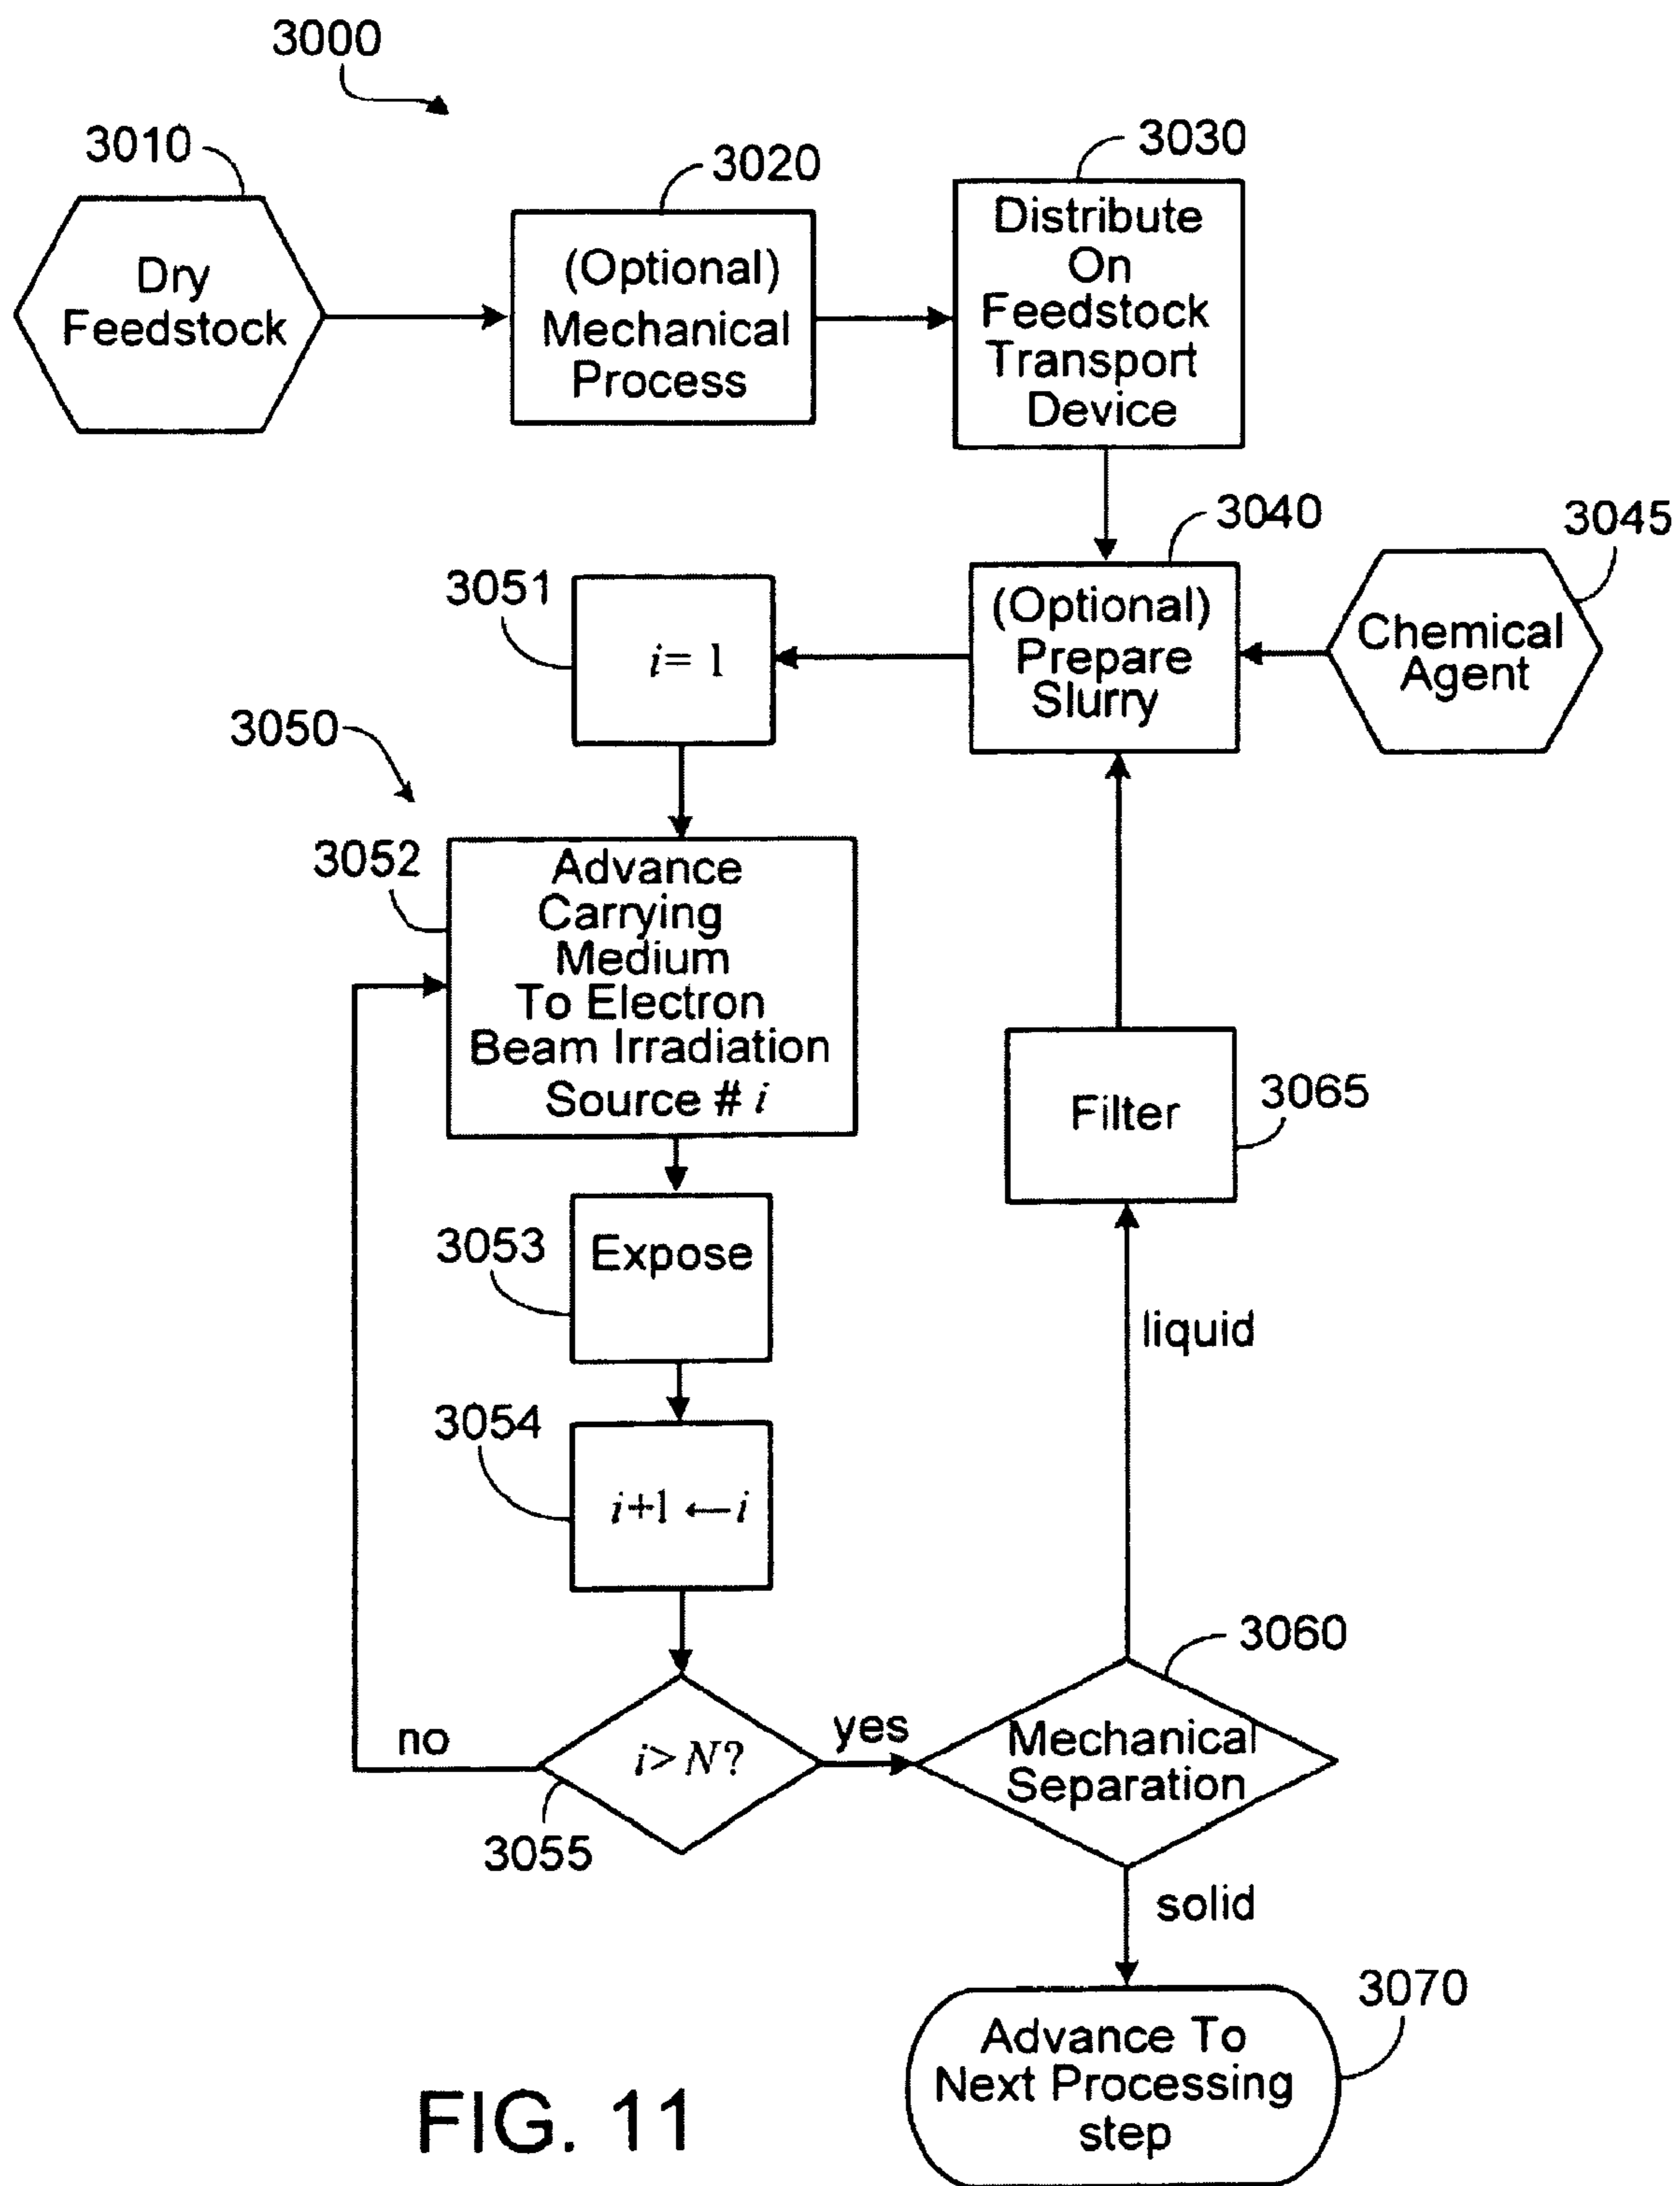 3000
3010
Dry
Feedstock
3020
(Optional)
Mechanical
Process
3030
Distribute
On
Feedstock
Transport
Device
3040
(Optional)
Prepare
Slurry
3045
Chemical
Agent
3051
i= 1
3050
3052
Advance
Carrying
Medium
To Electron
Beam Irradiation
Source # i
3053
Expose
3054
i+1 ←i
3055
i>N?
no
yes
3060
Mechanical
Separation
liquid
3065
Filter
solid
3070
Advance To
Next Processing
step
FIG. 11